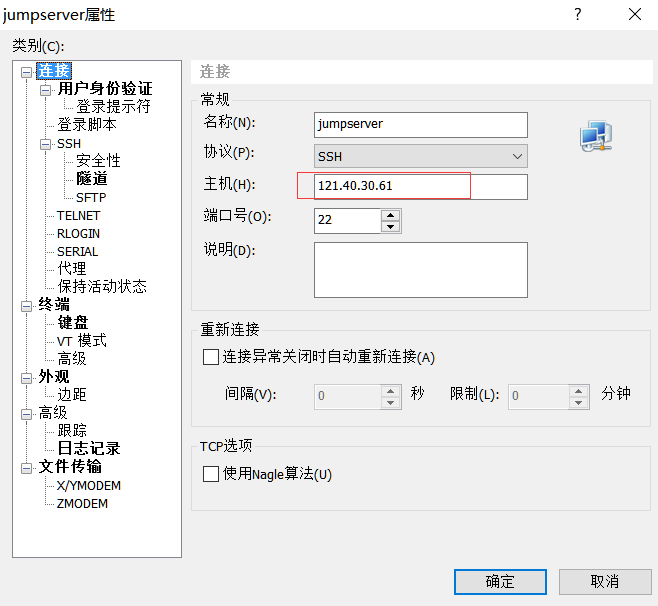 jumpserver属性
类别(C):
连接
用户身份验证
登录提示符
登录脚本
SSH
安全性
隧道
SFTP
TELNET
RLOGIN
SERIAL
代理
保持活动状态
终端
键盘
VT 模式
高级
外观
边距
高级
跟踪
日志记录
文件传输
X/YMODEM
ZMODEM
连接
常规
名称(N):
jumpserver
协议(P):
SSH
主机(H):
121.40.30.61
端口号(O):
22
说明(D):
重新连接
连接异常关闭时自动重新连接(A)
间隔(V):
0
秒
限制(L):
0
分钟
TCP选项
使用Nagle算法(U)
确定
取消